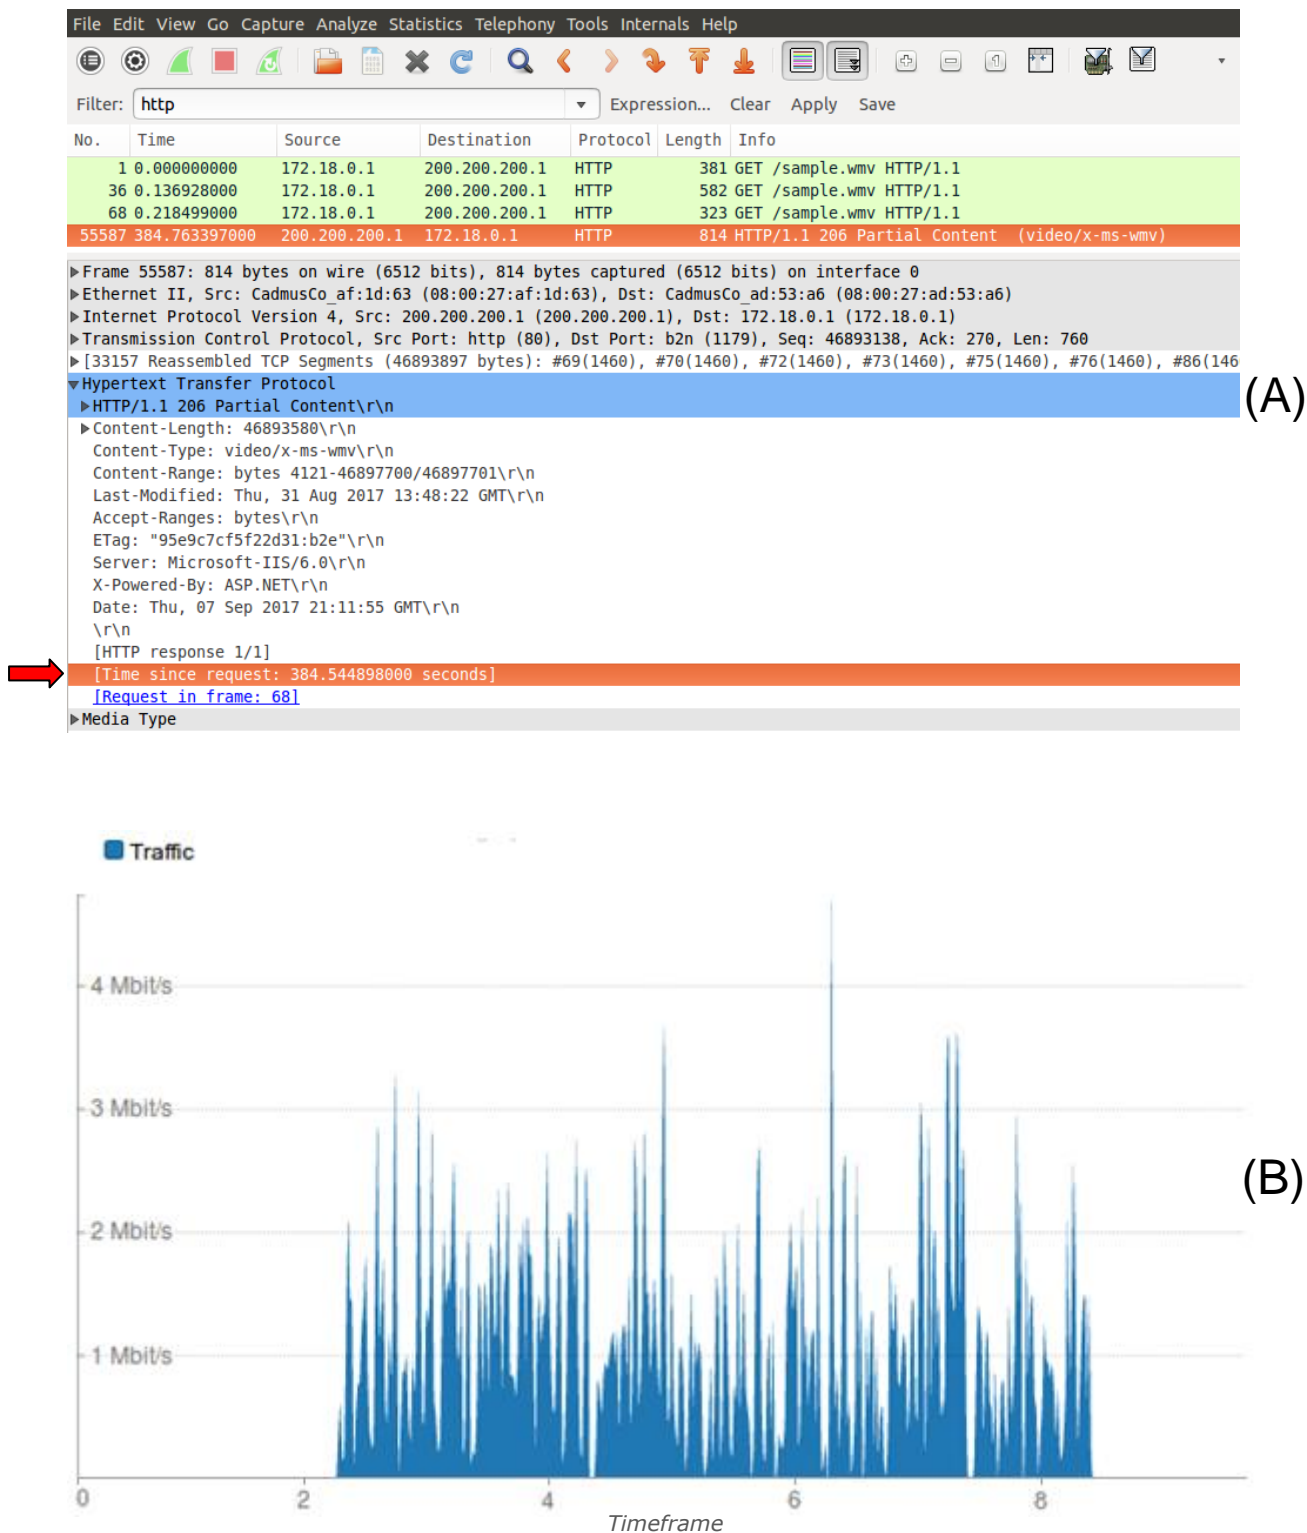 File Edit View Go Capture Analyze Statistics Telephony Tools Internals Help
Filter: http Expression... Clear Apply Save
No. Time Source Destination Protocol Length Info
1 0.000000000 172.18.0.1 200.200.200.1 HTTP 381 GET /sample.wmv HTTP/1.1
36 0.136928000 172.18.0.1 200.200.200.1 HTTP 582 GET /sample.wmv HTTP/1.1
68 0.218499000 172.18.0.1 200.200.200.1 HTTP 323 GET /sample.wmv HTTP/1.1
55587 384.763397000 200.200.200.1 172.18.0.1 HTTP 814 HTTP/1.1 206 Partial Content (video/x-ms-wmv)
Frame 55587: 814 bytes on wire (6512 bits), 814 bytes captured (6512 bits) on interface 0
Ethernet II, Src: CadmusCo_af:1d:63 (08:00:27:af:1d:63), Dst: CadmusCo_ad:53:a6 (08:00:27:ad:53:a6)
Internet Protocol Version 4, Src: 200.200.200.1 (200.200.200.1), Dst: 172.18.0.1 (172.18.0.1)
Transmission Control Protocol, Src Port: http (80), Dst Port: b2n (1179), Seq: 46893138, Ack: 270, Len: 760
[33157 Reassembled TCP Segments (46893897 bytes): #69(1460), #70(1460), #72(1460), #73(1460), #75(1460), #76(1460), #86(146
Hypertext Transfer Protocol
HTTP/1.1 206 Partial Content\r\n
(A)
Content-Length: 46893580\r\n
Content-Type: video/x-ms-wmv\r\n
Content-Range: bytes 4121-46897700/46897701\r\n
Last-Modified: Thu, 31 Aug 2017 13:48:22 GMT\r\n
Accept-Ranges: bytes\r\n
ETag: "95e9c7cf5f22d31:b2e"\r\n
Server: Microsoft-IIS/6.0\r\n
X-Powered-By: ASP.NET\r\n
Date: Thu, 07 Sep 2017 21:11:55 GMT\r\n
\r\n
[HTTP response 1/1]
[Time since request: 384.544898000 seconds]
[Request in frame: 68]
Media Type
Traffic
4 Mbit/s
3 Mbit/s
(B)
2 Mbit/s
1 Mbit/s
0 2 4 6 8
Timeframe